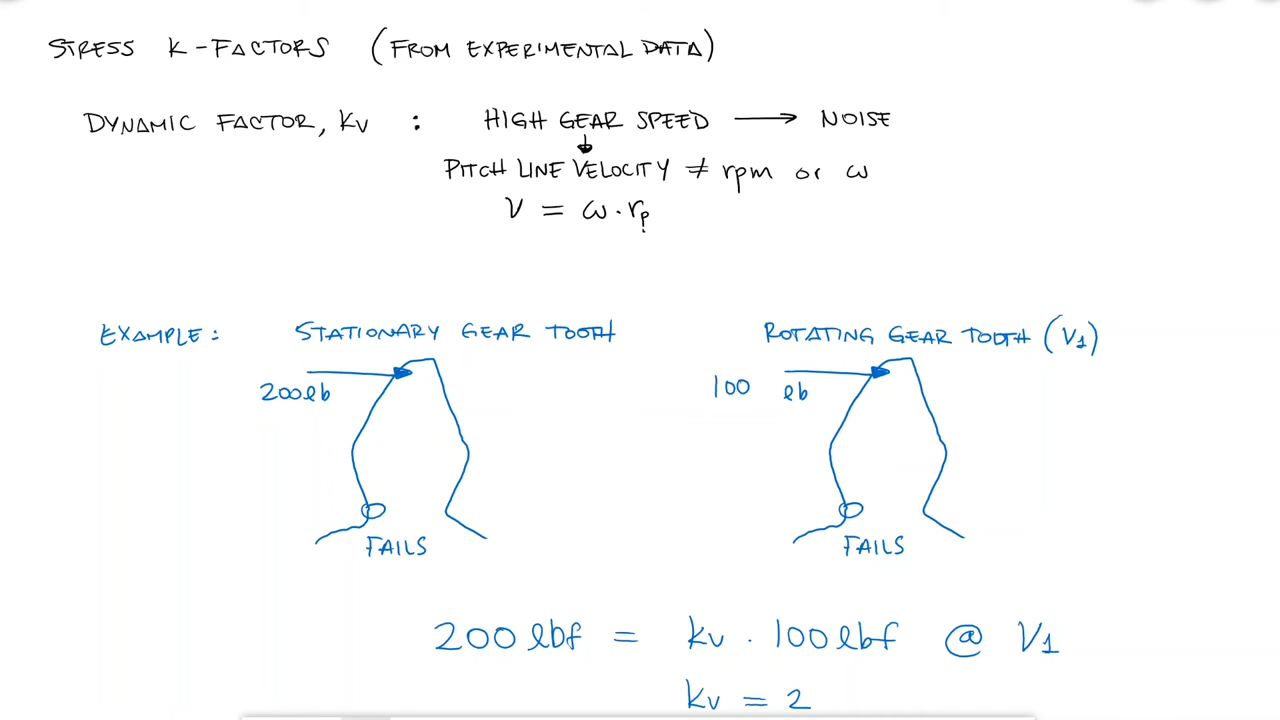 STRESS K-FACTORS (FROM EXPERIMENTAL DATA)
DYNAMIC FACTOR, Kv : HIGH GEAR SPEED → NOISE
PITCH LINE VELOCITY ≠ rpm or ω
V = ω · rp
EXAMPLE: STATIONARY GEAR TOOTH ROTATING GEAR TOOTH (V1)
200lb 100 lb
FAILS FAILS
200 lbf = kv · 100 lbf @ V1
kv = 2